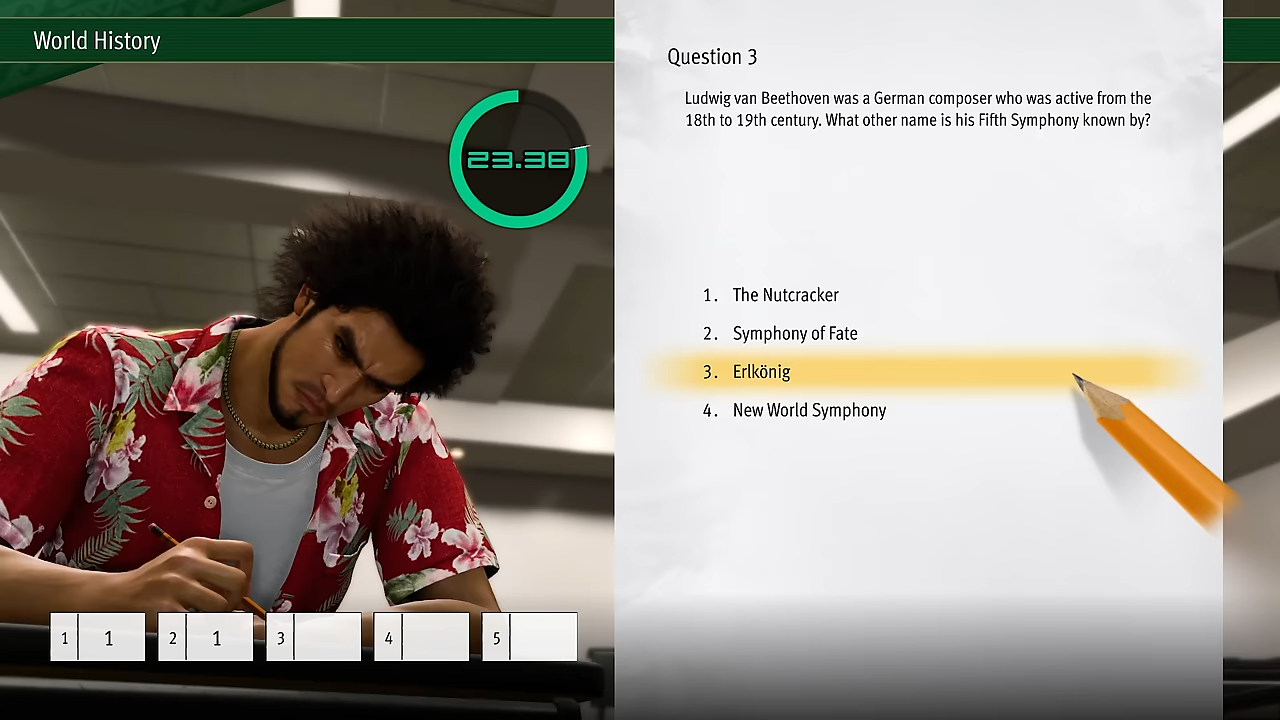 World History
23.38
Question 3
Ludwig van Beethoven was a German composer who was active from the
18th to 19th century. What other name is his Fifth Symphony known by?
1. The Nutcracker
2. Symphony of Fate
3. Erlkönig
4. New World Symphony
1 1 2 1 3 4 5